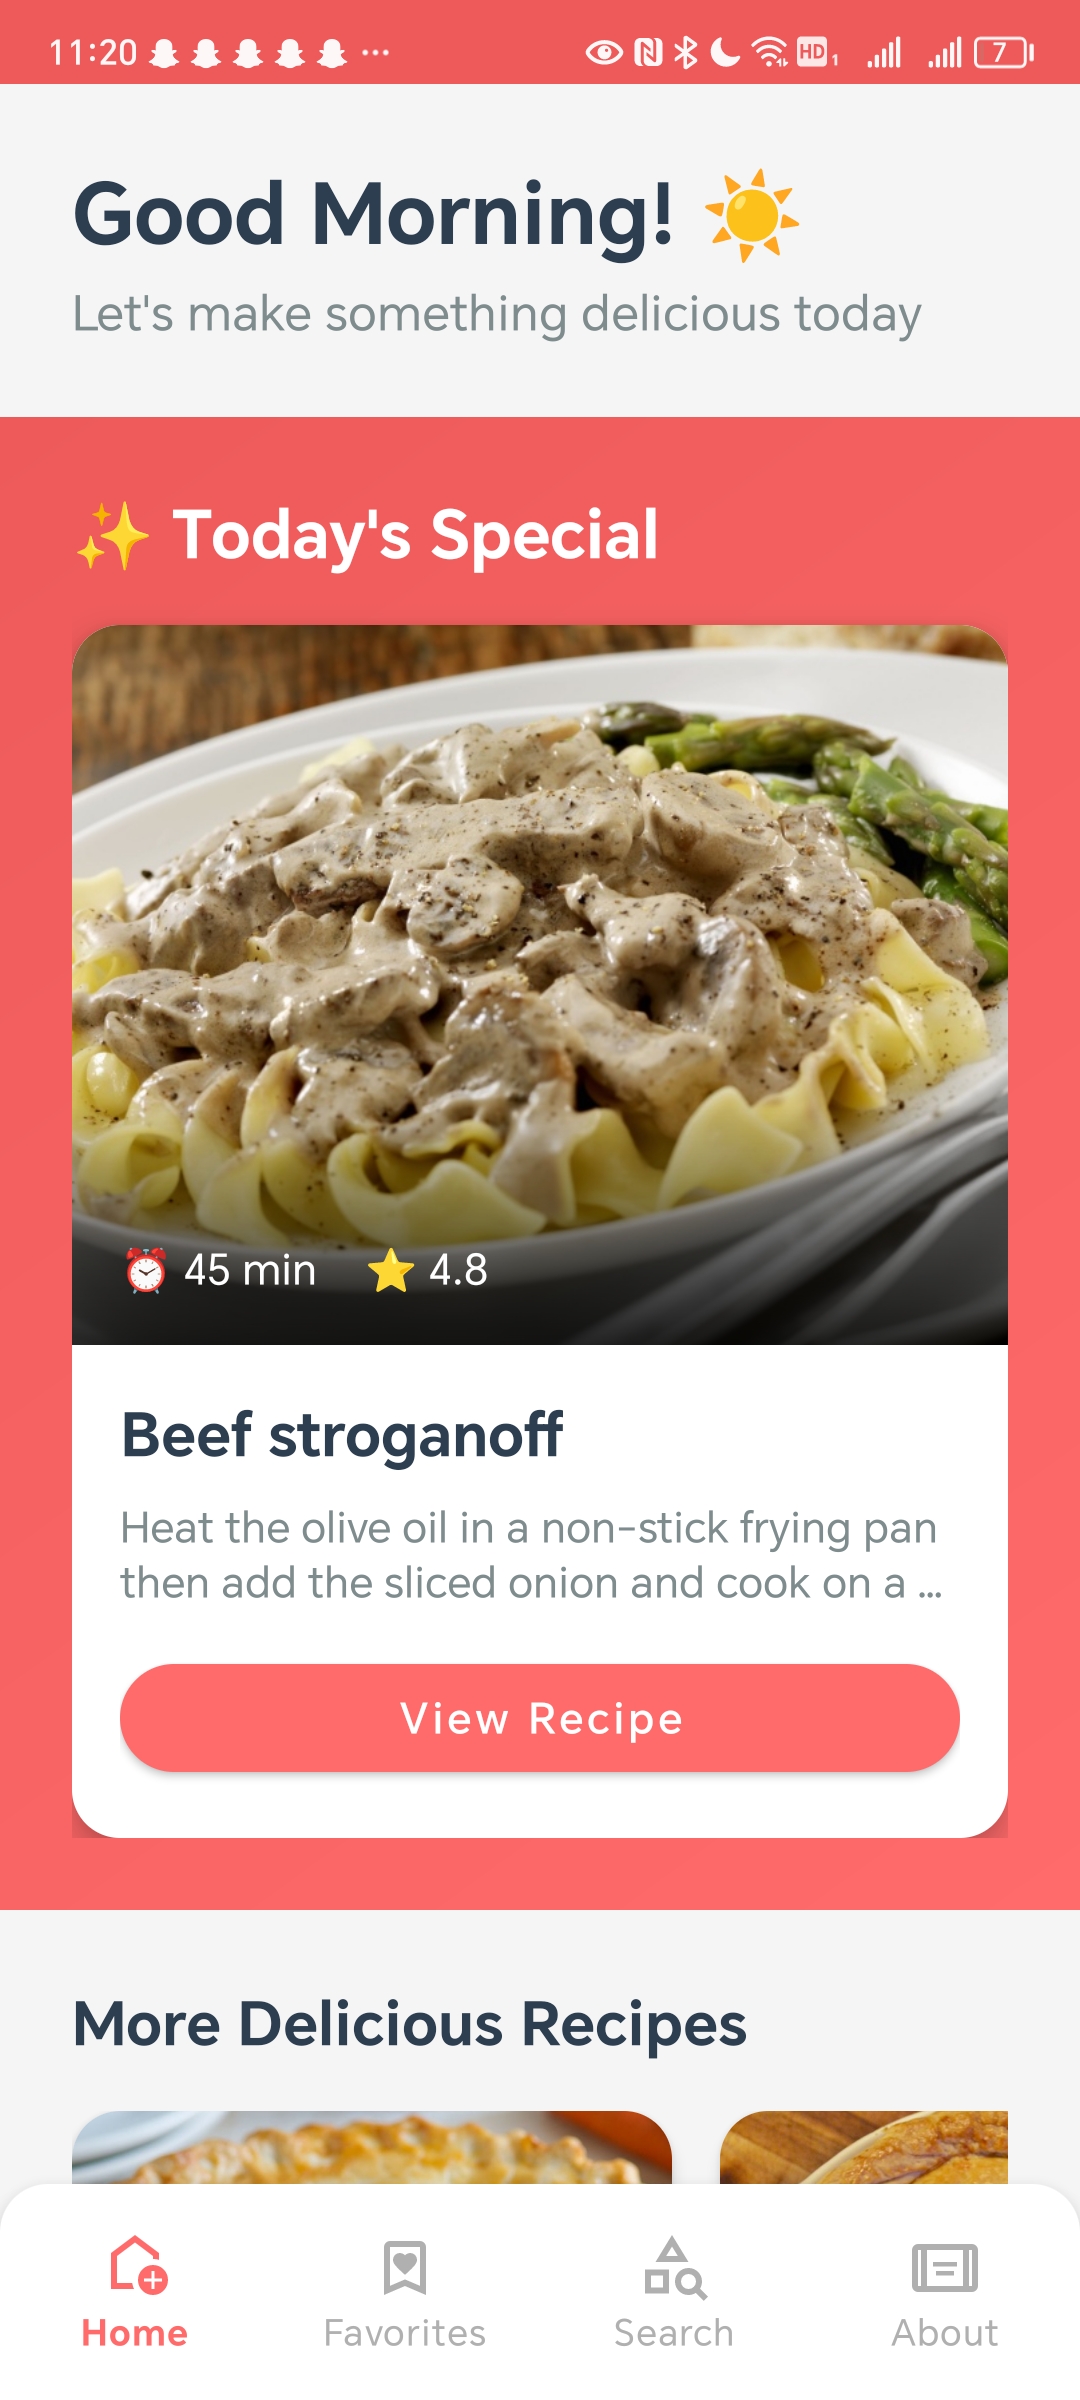 11:20 HD 1 7
Good Morning! ☀️
Let's make something delicious today
✨ Today's Special
⏰ 45 min ⭐ 4.8
Beef stroganoff
Heat the olive oil in a non-stick frying pan
then add the sliced onion and cook on a ...
View Recipe
More Delicious Recipes
Home Favorites Search About